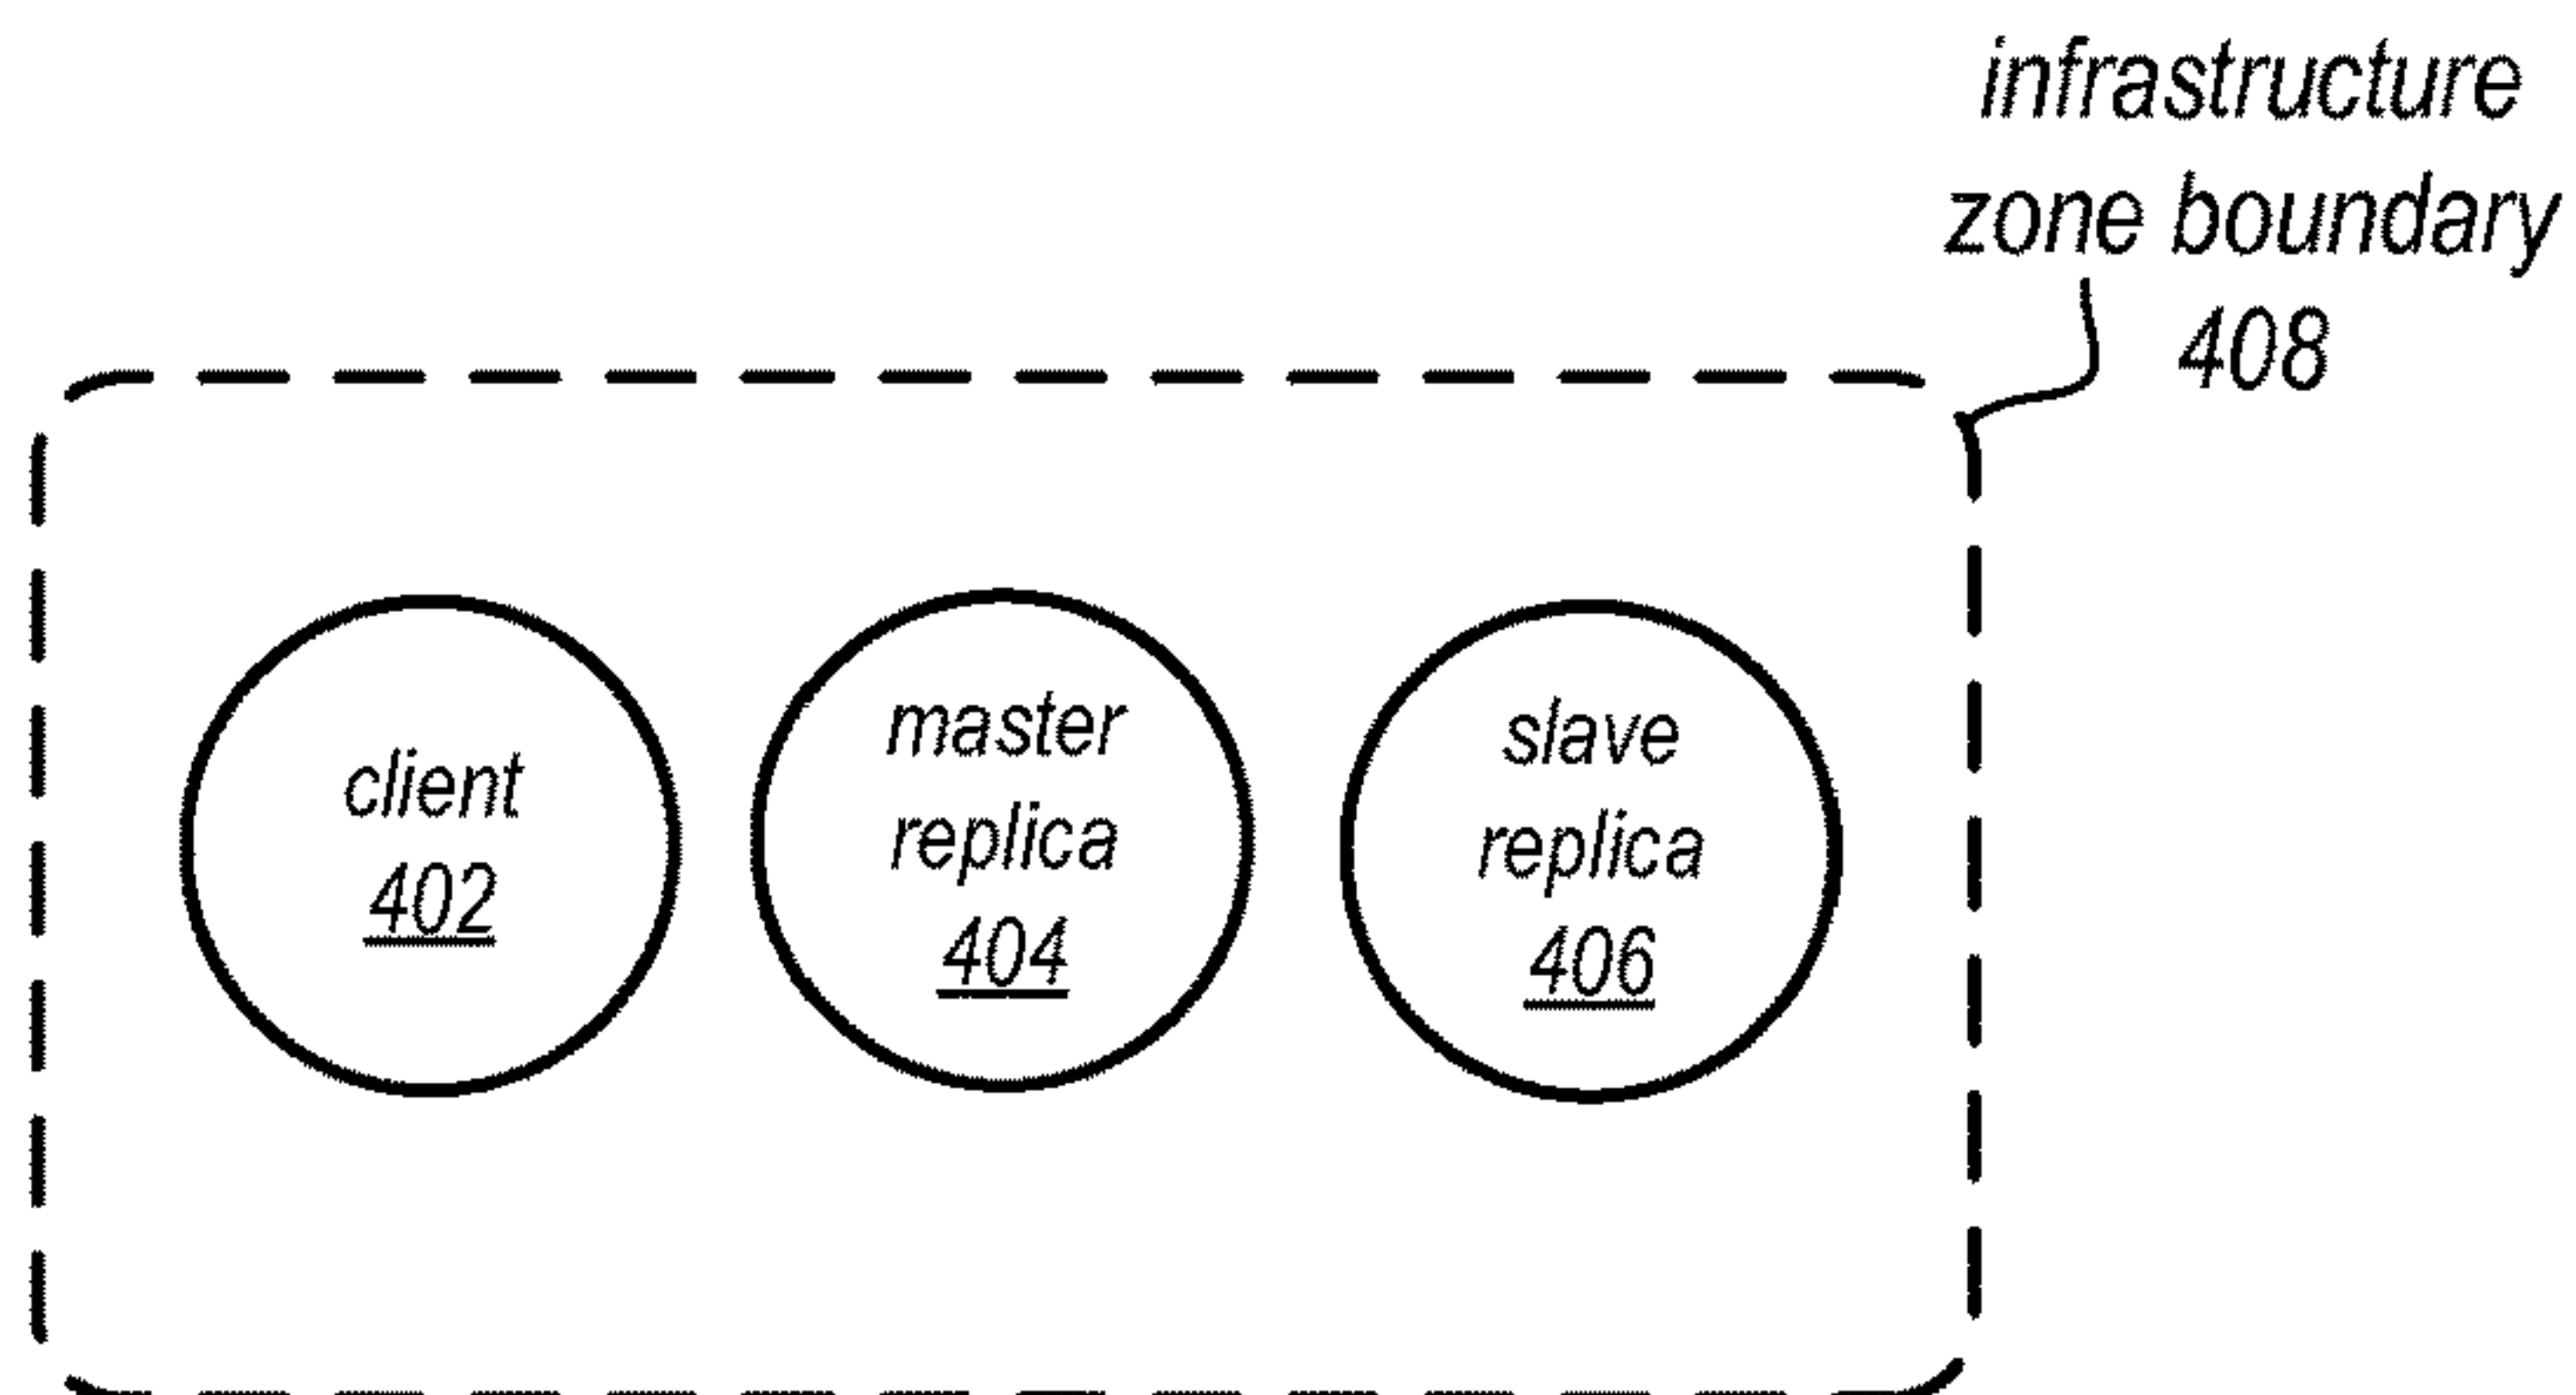 infrastructure
zone boundary
408
client
402
master
replica
404
slave
replica
406